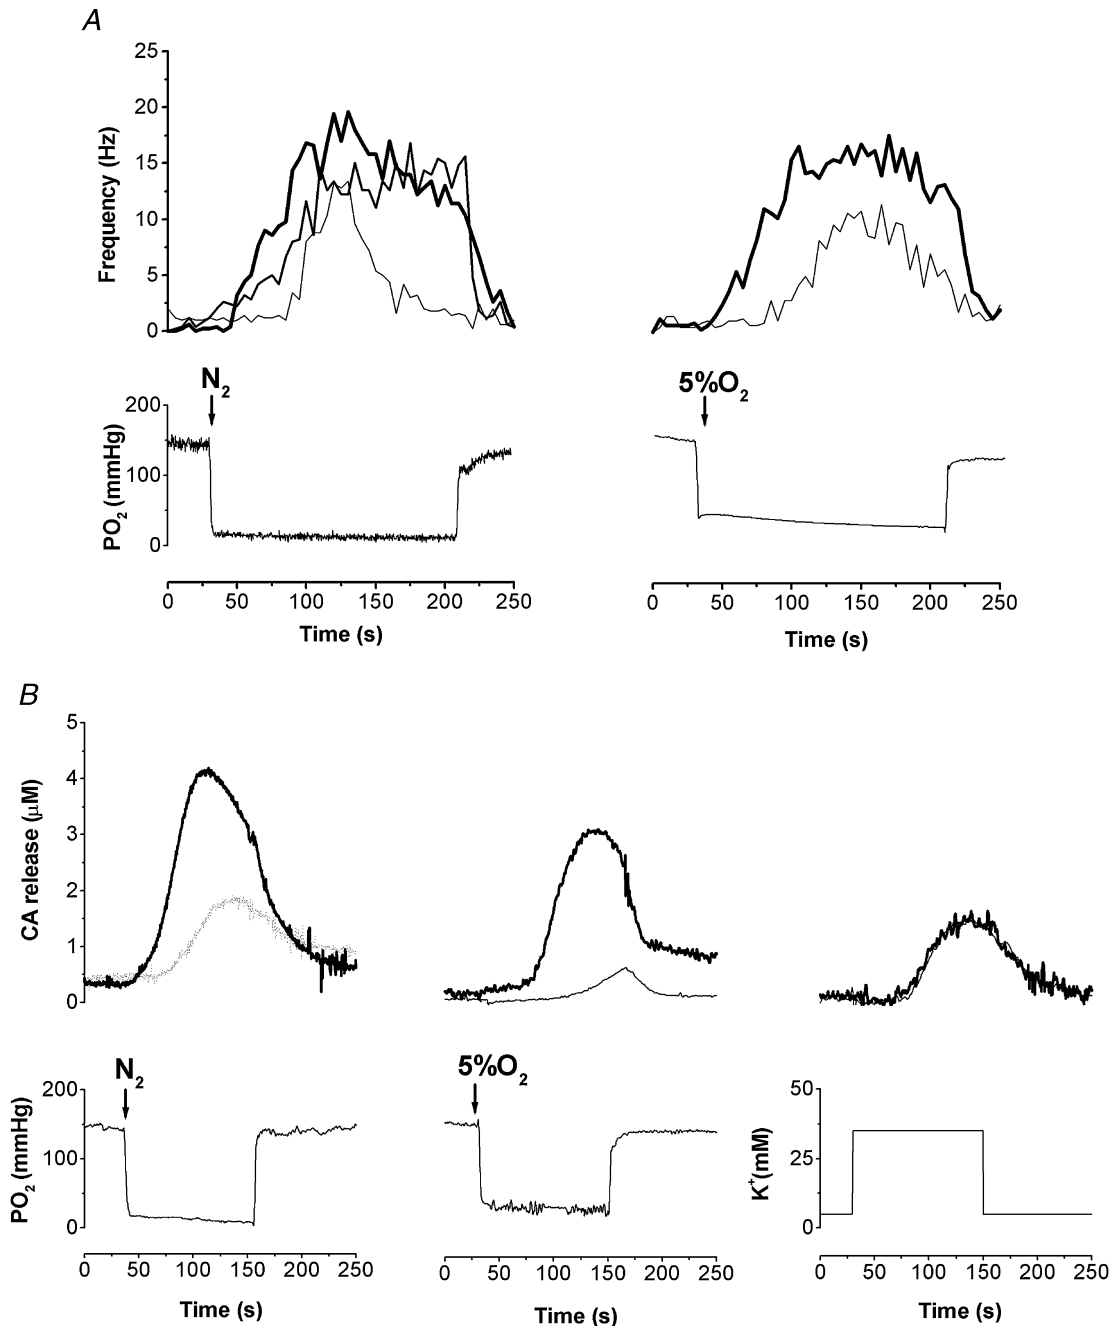 A
25
20
15
10
5
0
Frequency (Hz)
N2
5%O2
200
100
0
PO2 (mmHg)
0 50 100 150 200 250
0 50 100 150 200 250
Time (s)
Time (s)
B
5
4
3
2
1
0
CA release (μM)
N2
5%O2
200
100
0
PO2 (mmHg)
50
25
0
K+(mM)
0 50 100 150 200 250
0 50 100 150 200 250
0 50 100 150 200 250
Time (s)
Time (s)
Time (s)